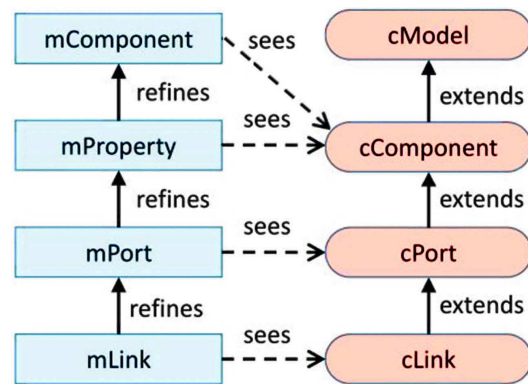 mComponent
sees
cModel
refines
extends
sees
mProperty
cComponent
refines
extends
sees
mPort
cPort
refines
extends
sees
mLink
cLink